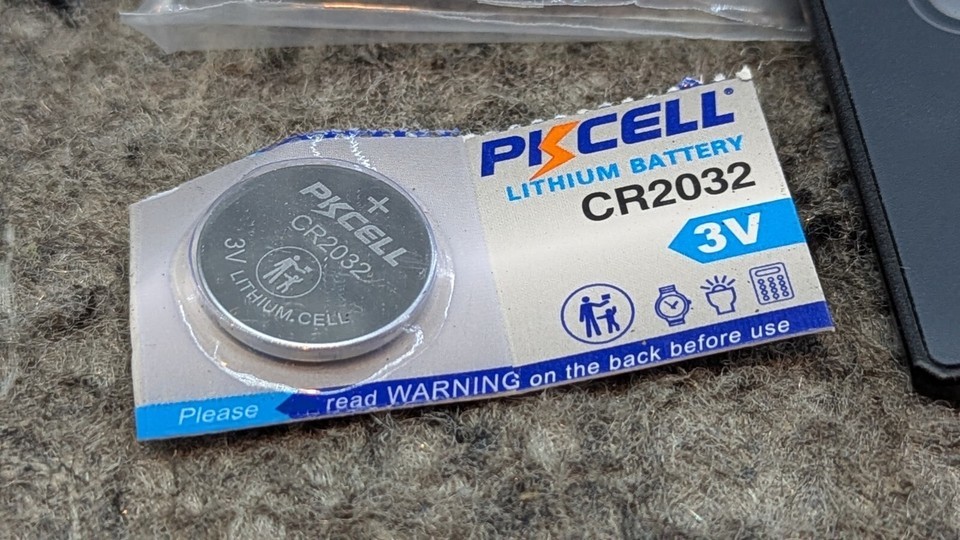 PKCELL®
LITHIUM BATTERY
CR2032
3V
+
PKCELL
CR2032
3V LITHIUM.CELL
Please read WARNING on the back before use